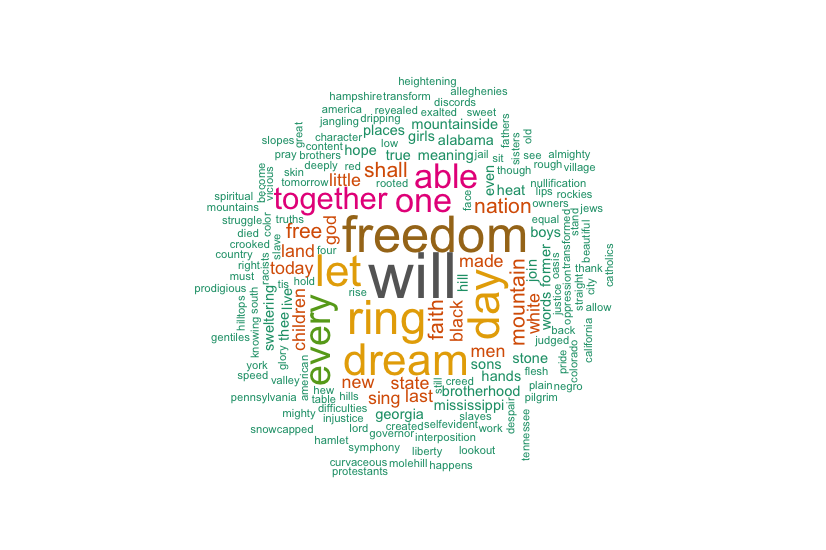 heightening
alleghenies
hampshire transform
discords
america revealed exalted sweet
jangling dripping
mountainside
great
places
fathers
old
character
girls alabama
sisters
slopes
content
low
hope true meaning jail sit see almighty
pray brothers
deeply red
shall
able
even
though
rough village
skin
tomorrow little
rooted
heat
lips
nullification
rockies
become
vicious
spiritual
mountains
together one
face
nation
owners
jews
struggle truths
color
free
god
freedom
equal
boys
transformed
stand
beautiful
died
crooked
slave
country
land four
made
join
former
oasis
thank
catholics
right
racists
today
let
will
hill
day
mountain
justice
oppression
straight
city
must
tis hold
rise
prodigious
hilltops
south
knowing
sweltering
thee
live
children
every
ring
faith
black
white
words
allow
back
judged
gentiles
california
york
glory
dream
men
stone
pride
colorado
speed
valley
american
new state
still
creed
sons
hands
flesh
plain negro
pennsylvania
hew
table
hills
sing last
brotherhood
pilgrim
mighty difficulties
georgia
mississippi
slaves
despair
injustice
created selfevident work
snowcapped
lord
governor
interposition
tennessee
hamlet
symphony
liberty
lookout
curvaceous molehill happens
protestants